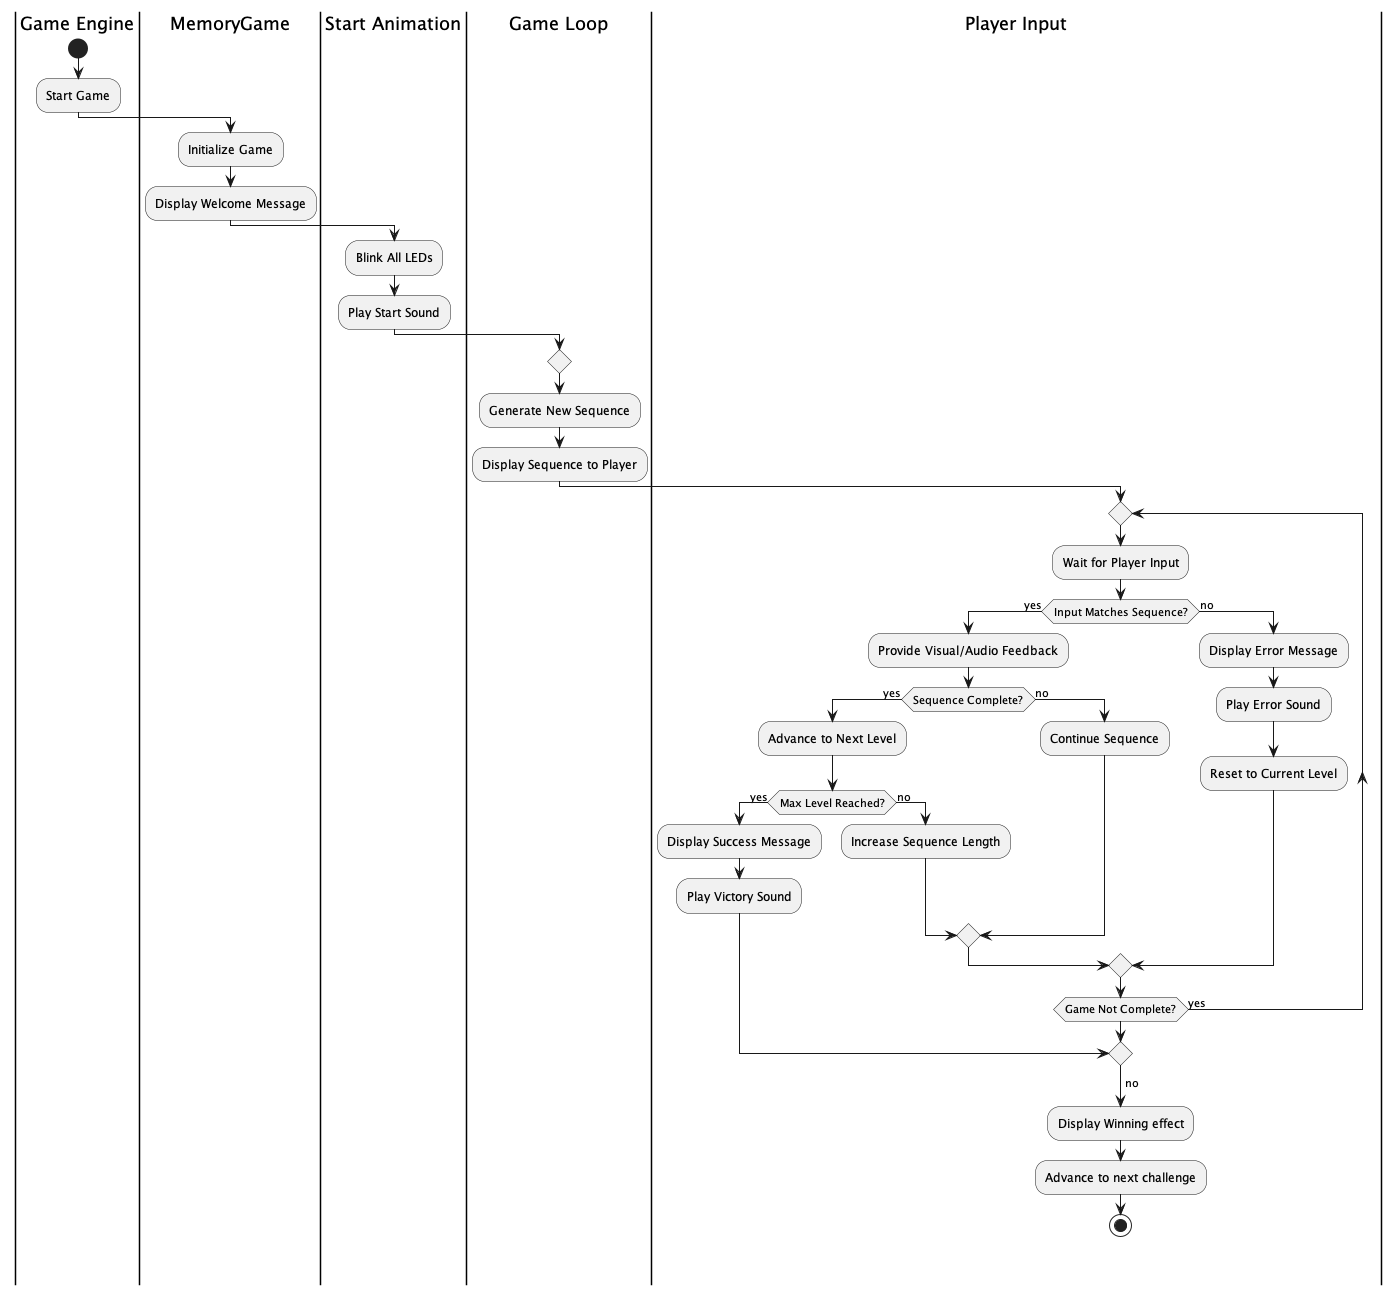 Game Engine
MemoryGame
Start Animation
Game Loop
Player Input
Start Game
Initialize Game
Display Welcome Message
Blink All LEDs
Play Start Sound
Generate New Sequence
Display Sequence to Player
Wait for Player Input
yes
Input Matches Sequence?
no
Provide Visual/Audio Feedback
Display Error Message
yes
Sequence Complete?
no
Play Error Sound
Advance to Next Level
Continue Sequence
Reset to Current Level
yes
Max Level Reached?
no
Display Success Message
Increase Sequence Length
Play Victory Sound
Game Not Complete?
yes
no
Display Winning effect
Advance to next challenge